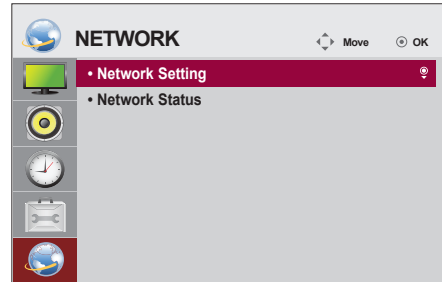 NETWORK
Move
OK
• Network Setting
• Network Status